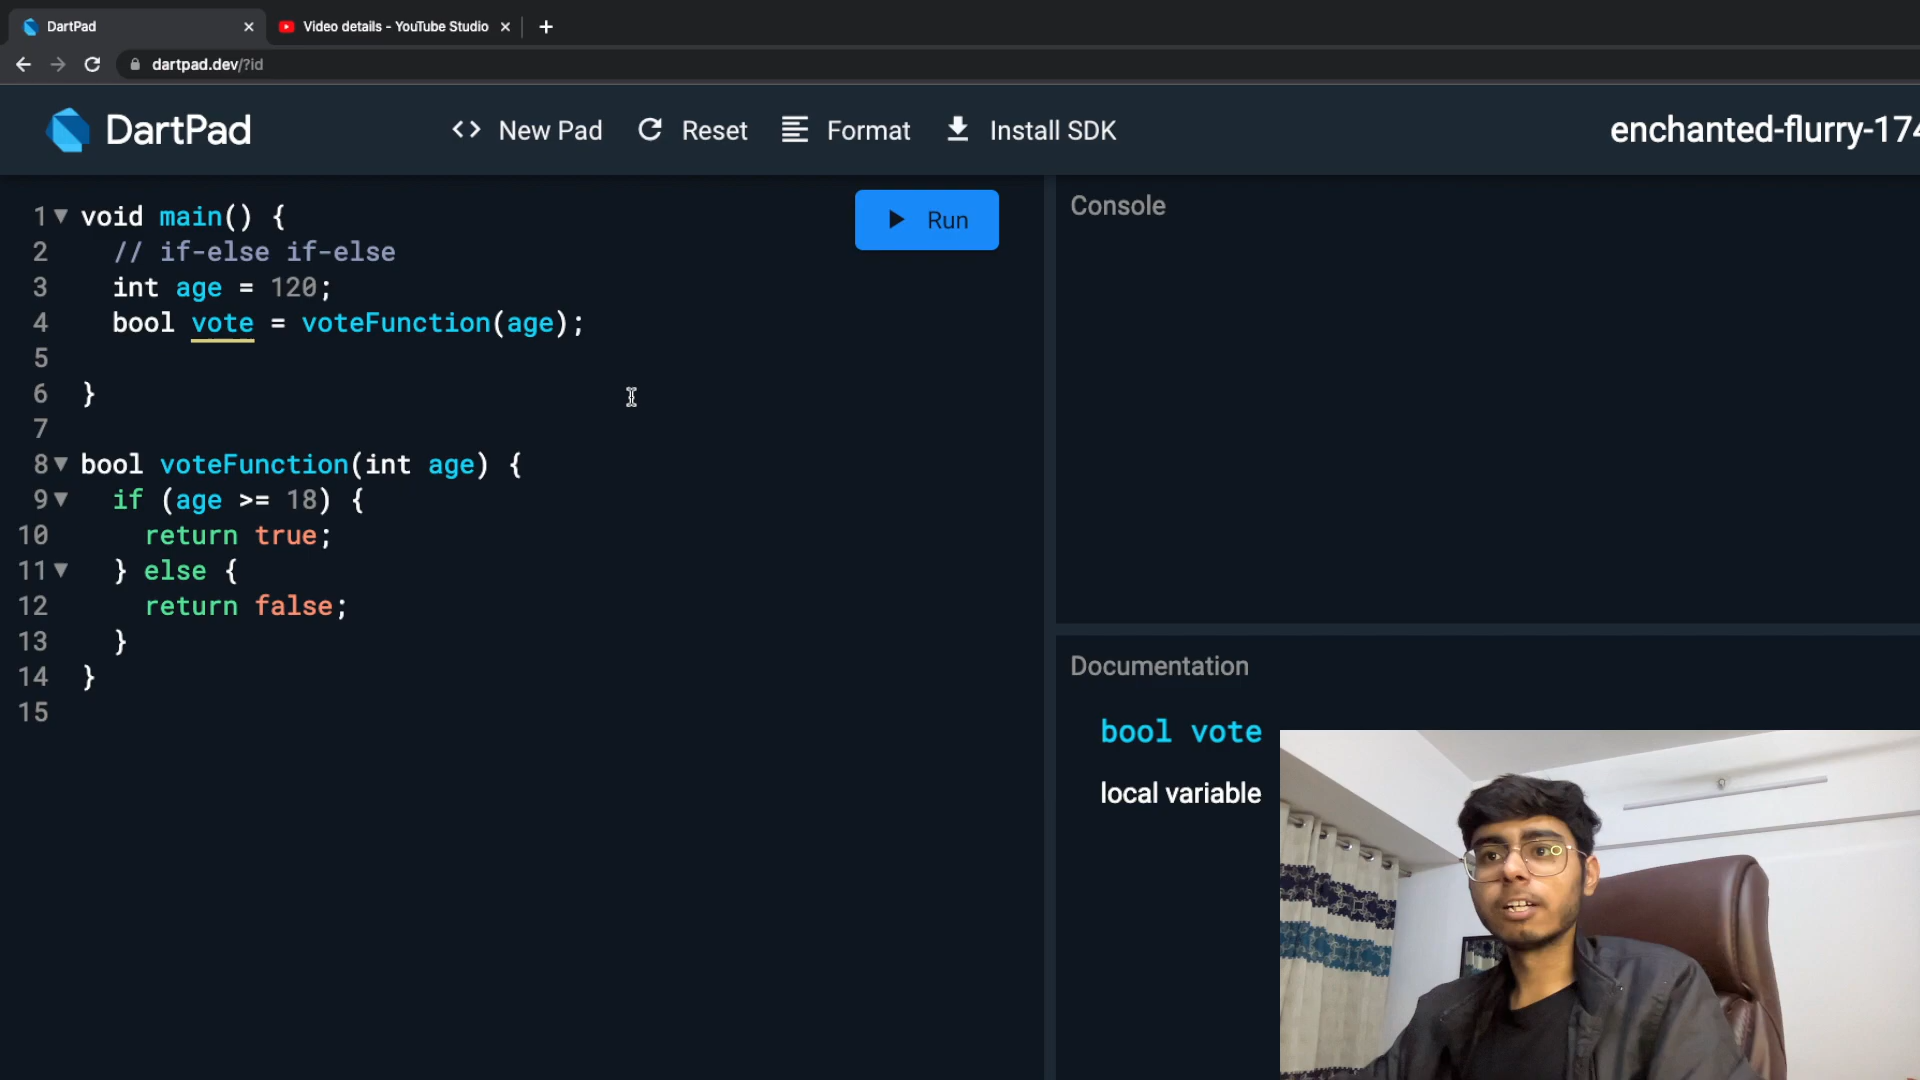 DartPad
Video details - YouTube Studio
dartpad.dev/?id
DartPad
New Pad
Reset
Format
Install SDK
enchanted-flurry-174
Run
Console
1 void main() {
2 // if-else if-else
3 int age = 120;
4 bool vote = voteFunction(age);
5
6 }
7
8 bool voteFunction(int age) {
9 if (age >= 18) {
10 return true;
11 } else {
12 return false;
13 }
14 }
15
Documentation
bool vote
local variable